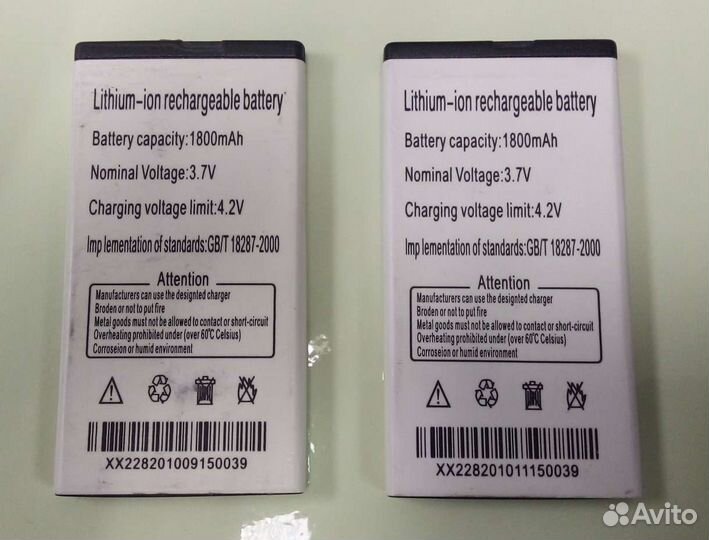 Lithium-ion rechargeable battery
Battery capacity:1800mAh
Nominal Voltage:3.7V
Charging voltage limit:4.2V
Imp lementation of standards:GB/T 18287-2000
Attention
Manufacturers can use the designted charger
Broden or not to put fire
Metal goods must not be allowed to contact or short-circuit
Overheating prohibited under (over 60℃ Celsius)
Corroseion or humid environment
XX228201009150039
Lithium-ion rechargeable battery
Battery capacity:1800mAh
Nominal Voltage:3.7V
Charging voltage limit:4.2V
Imp lementation of standards:GB/T 18287-2000
Attention
Manufacturers can use the designted charger
Broden or not to put fire
Metal goods must not be allowed to contact or short-circuit
Overheating prohibited under (over 60℃ Celsius)
Corroseion or humid environment
XX228201011150039
Avito